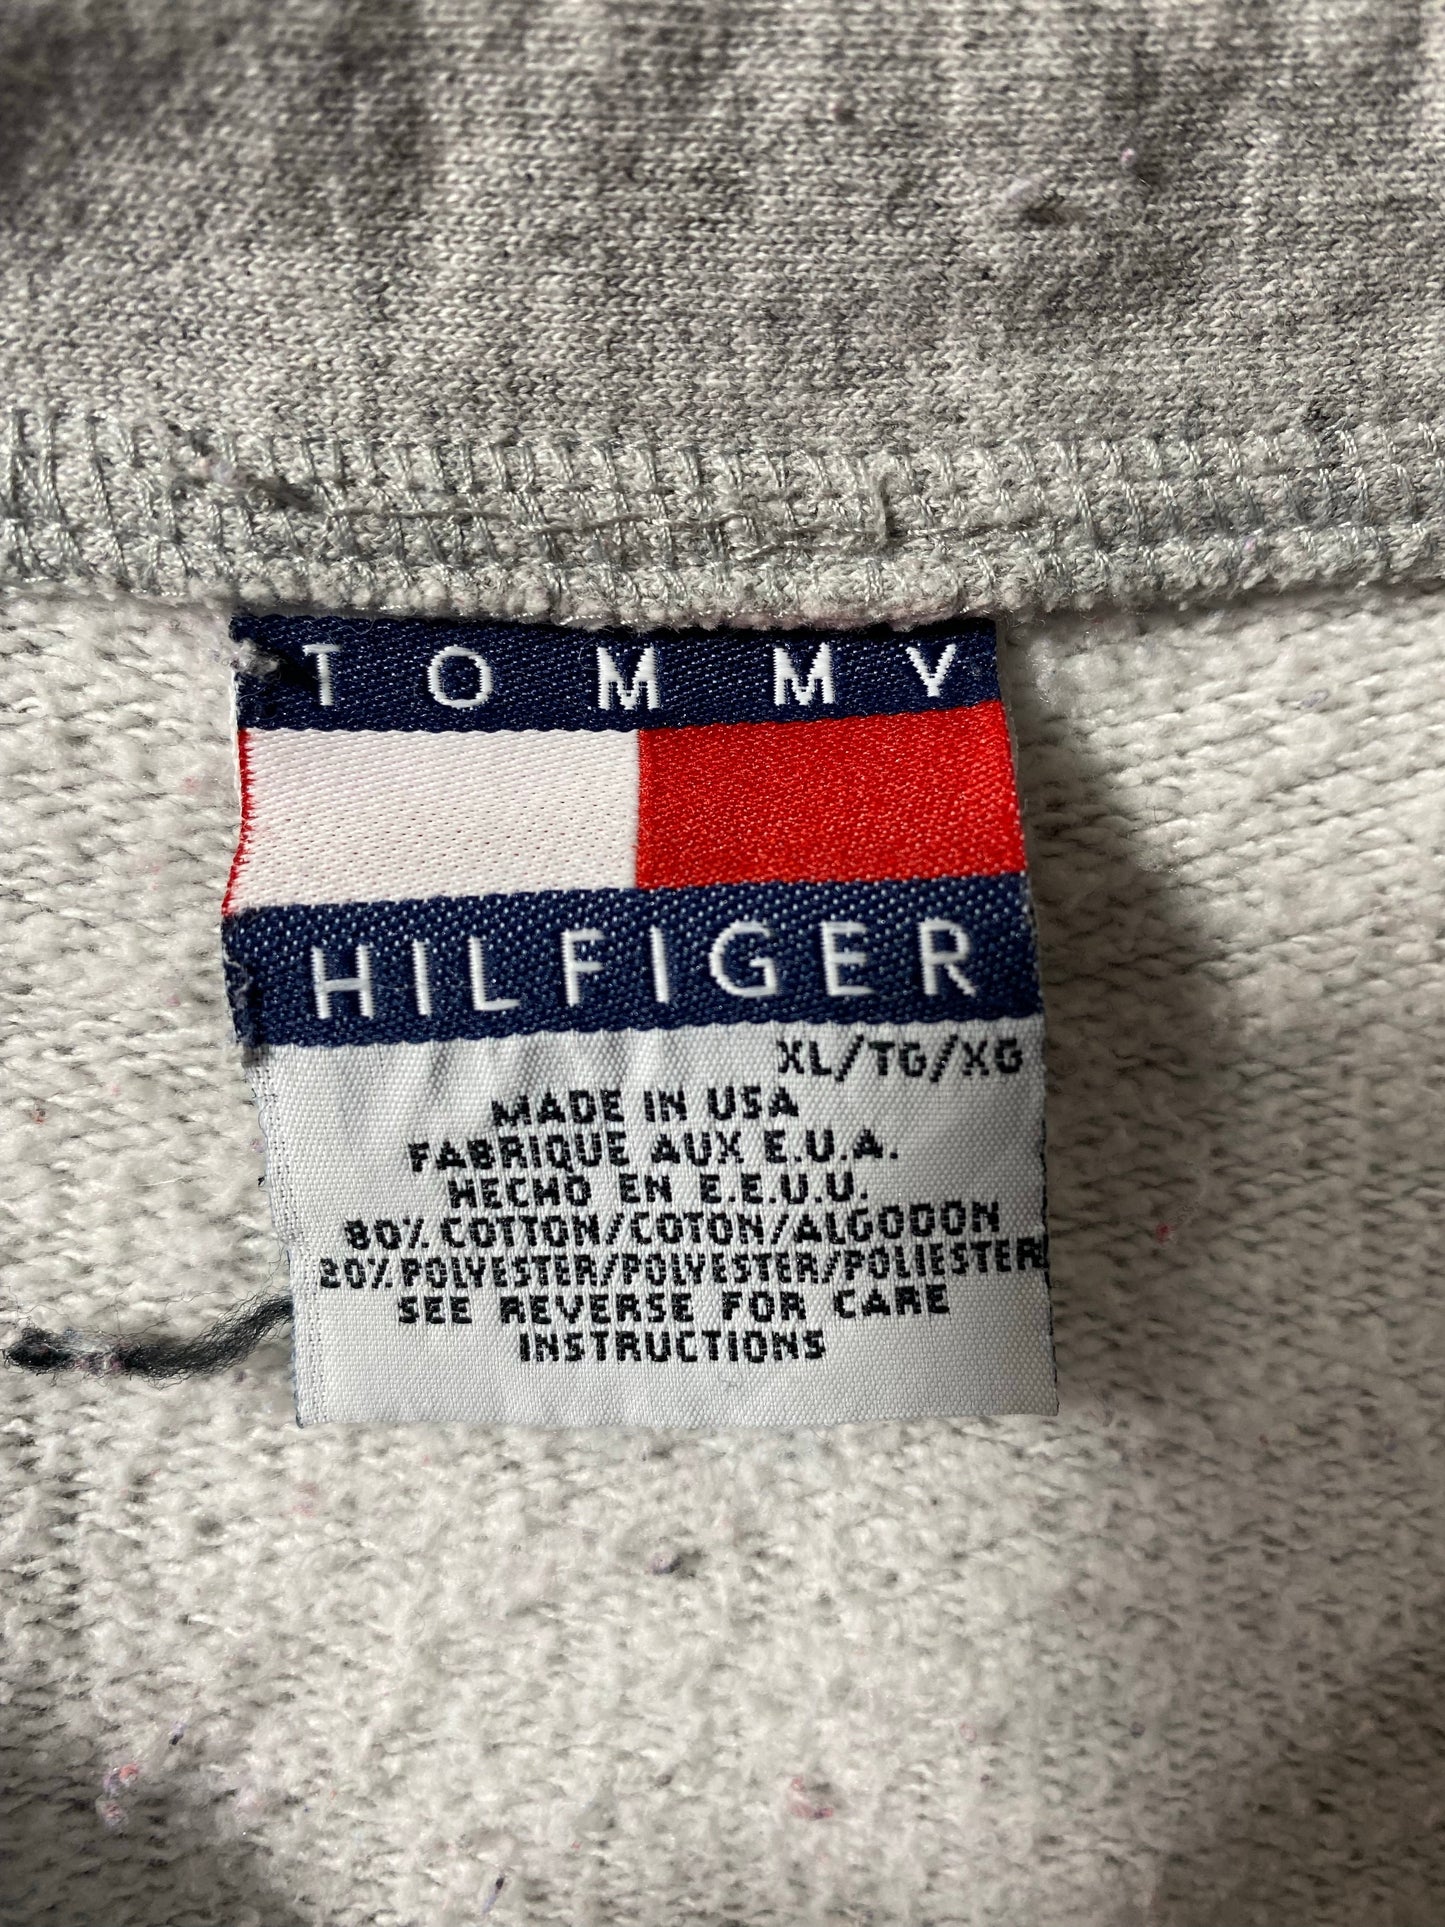 TOMMY
HILFIGER
XL/TG/XG
MADE IN USA
FABRIQUE AUX E.U.A.
HECHO EN E.E.U.U.
80% COTTON/COTON/ALGODON
20% POLYESTER/POLYESTER/POLIESTER
SEE REVERSE FOR CARE
INSTRUCTIONS